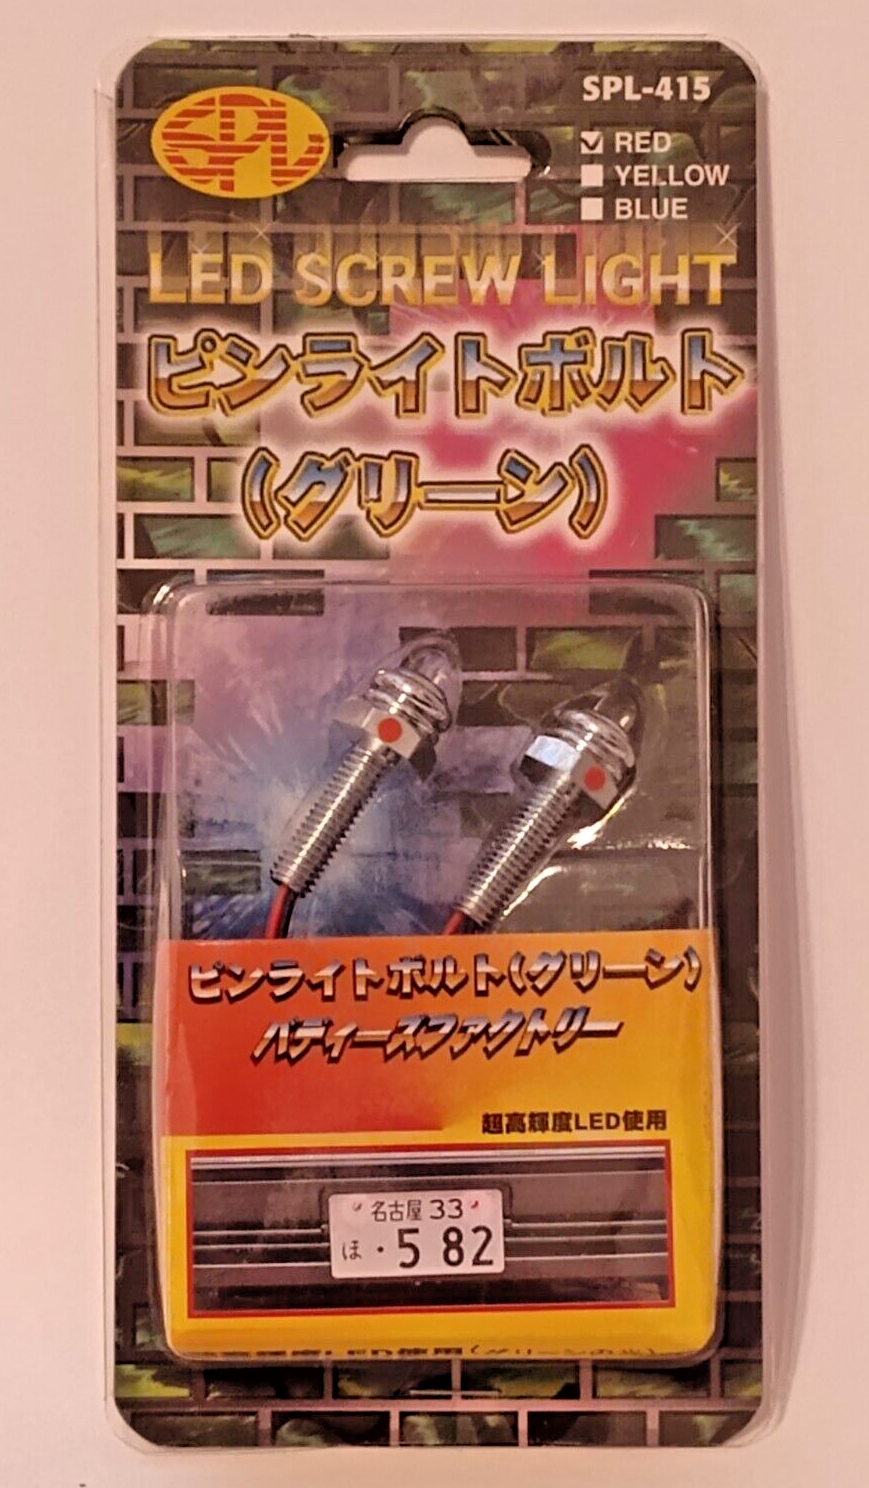 SPL
SPL-415
RED
YELLOW
BLUE
LED SCREW LIGHT
ピンライトボルト
(グリーン)
ピンライトボルト(グリーン)
バディースファクトリー
超高輝度LED使用
名古屋 33
ほ ・5 82